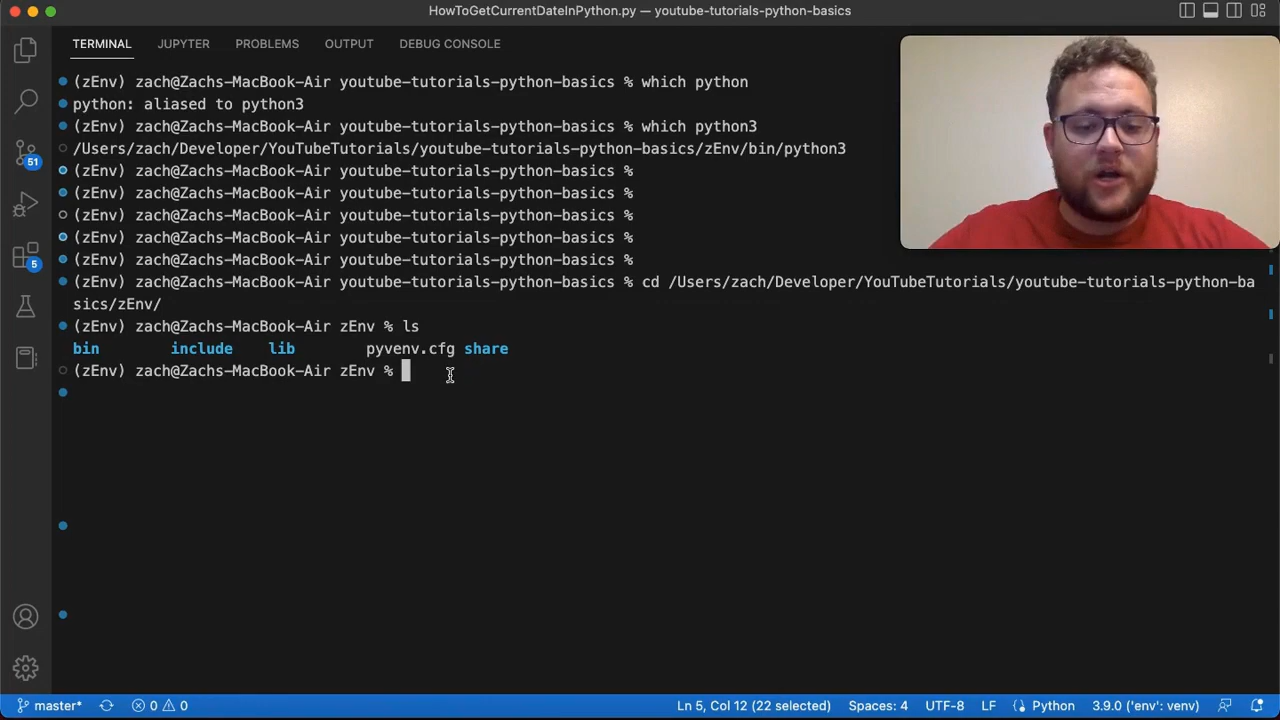 HowToGetCurrentDateInPython.py — youtube-tutorials-python-basics
TERMINAL JUPYTER PROBLEMS OUTPUT DEBUG CONSOLE
(zEnv) zach@Zachs-MacBook-Air youtube-tutorials-python-basics % which python
python: aliased to python3
(zEnv) zach@Zachs-MacBook-Air youtube-tutorials-python-basics % which python3
/Users/zach/Developer/YouTubeTutorials/youtube-tutorials-python-basics/zEnv/bin/python3
(zEnv) zach@Zachs-MacBook-Air youtube-tutorials-python-basics %
(zEnv) zach@Zachs-MacBook-Air youtube-tutorials-python-basics %
(zEnv) zach@Zachs-MacBook-Air youtube-tutorials-python-basics %
(zEnv) zach@Zachs-MacBook-Air youtube-tutorials-python-basics %
(zEnv) zach@Zachs-MacBook-Air youtube-tutorials-python-basics %
(zEnv) zach@Zachs-MacBook-Air youtube-tutorials-python-basics % cd /Users/zach/Developer/YouTubeTutorials/youtube-tutorials-python-ba
sics/zEnv/
(zEnv) zach@Zachs-MacBook-Air zEnv % ls
bin include lib pyvenv.cfg share
(zEnv) zach@Zachs-MacBook-Air zEnv %
51
5
master* 0 0 Ln 5, Col 12 (22 selected) Spaces: 4 UTF-8 LF Python 3.9.0 ('env': venv)